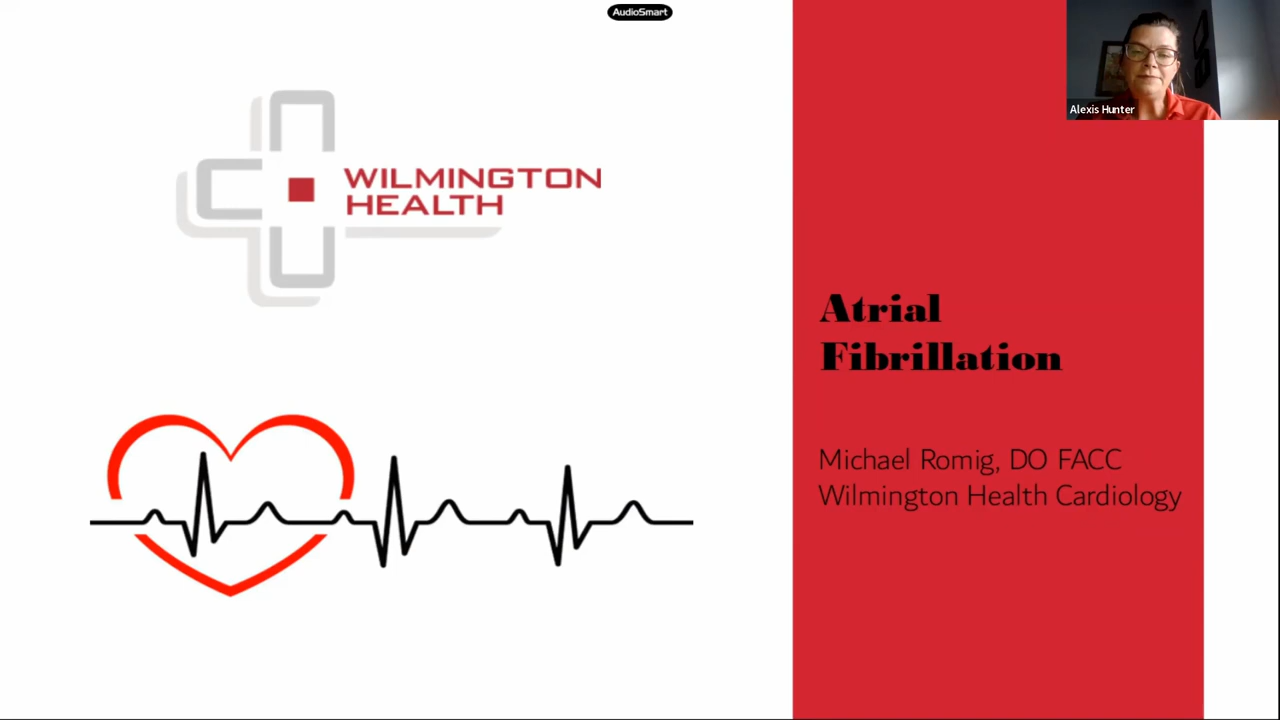 AudioSmart
Alexis Hunter
WILMINGTON
HEALTH
Atrial
Fibrillation
Michael Romig, DO FACC
Wilmington Health Cardiology